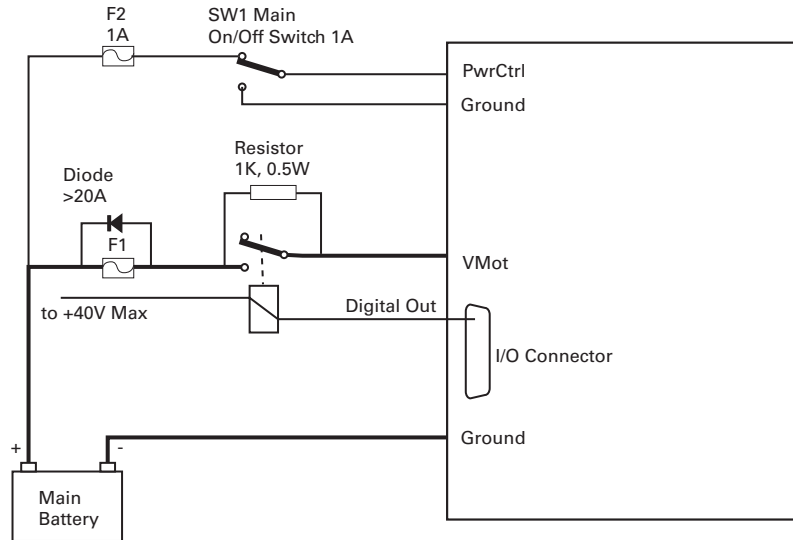 F2
1A
SW1 Main
On/Off Switch 1A
PwrCtrl
Ground
Resistor
1K, 0.5W
Diode
>20A
F1
VMot
to +40V Max
Digital Out
I/O Connector
Ground
+
-
Main
Battery